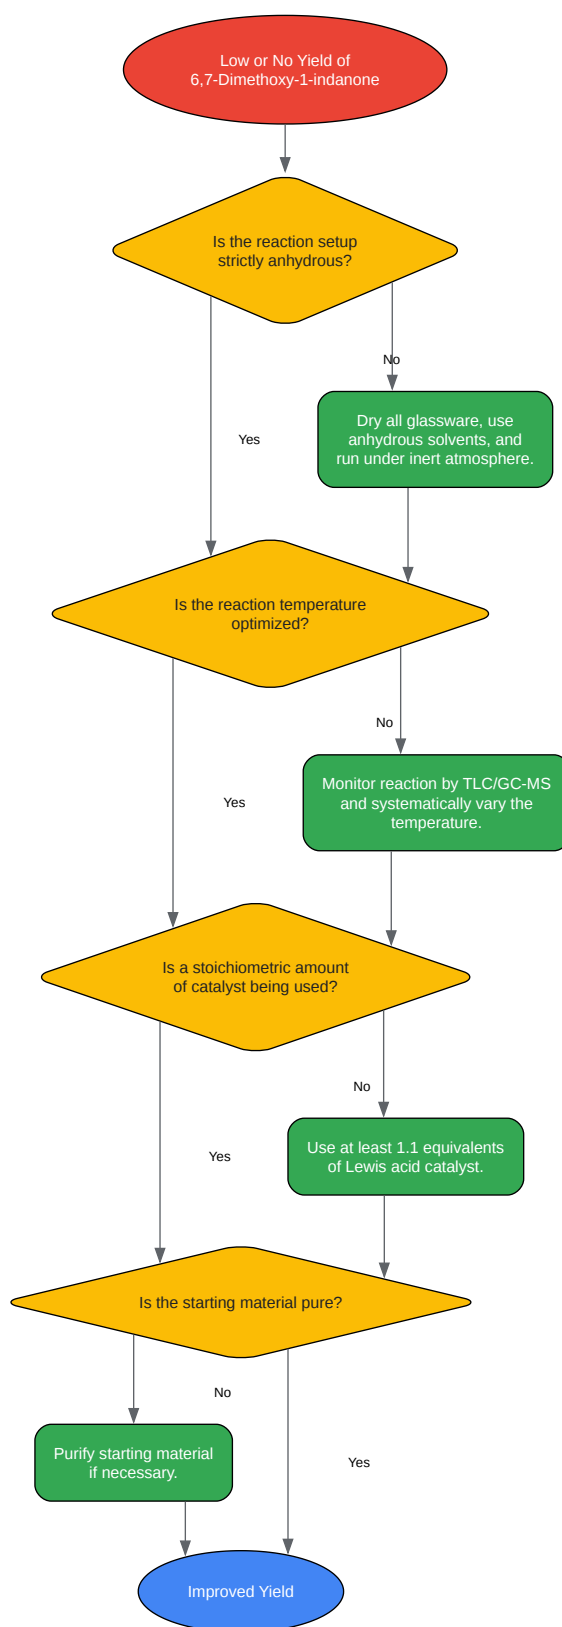 Low or No Yield of
6,7-Dimethoxy-1-indanone
Is the reaction setup
strictly anhydrous?
No
Dry all glassware, use
anhydrous solvents, and
run under inert atmosphere.
Yes
Is the reaction temperature
optimized?
No
Monitor reaction by TLC/GC-MS
and systematically vary the
temperature.
Yes
Is a stoichiometric amount
of catalyst being used?
No
Use at least 1.1 equivalents
of Lewis acid catalyst.
Yes
Is the starting material pure?
No
Purify starting material
if necessary.
Yes
Improved Yield